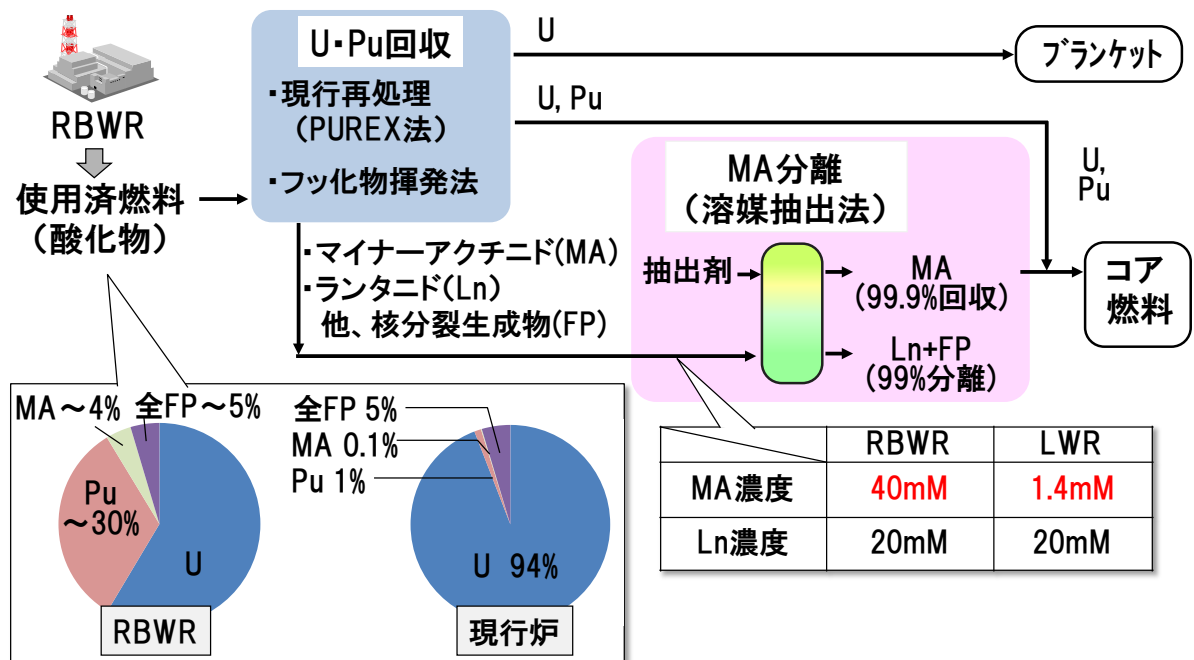 RBWR
使用済燃料
(酸化物)
U・Pu回収
・現行再処理
(PUREX法)
・フッ化物揮発法
U
ブランケット
U, Pu
U,
Pu
MA分離
(溶媒抽出法)
抽出剤
MA
(99.9%回収)
Ln+FP
(99%分離)
コア
燃料
・マイナーアクチニド(MA)
・ランタニド(Ln)
他、核分裂生成物(FP)
MA~4%
全FP~5%
Pu
~30%
U
RBWR
全FP 5%
MA 0.1%
Pu 1%
U 94%
現行炉
RBWR LWR
MA濃度 40mM 1.4mM
Ln濃度 20mM 20mM